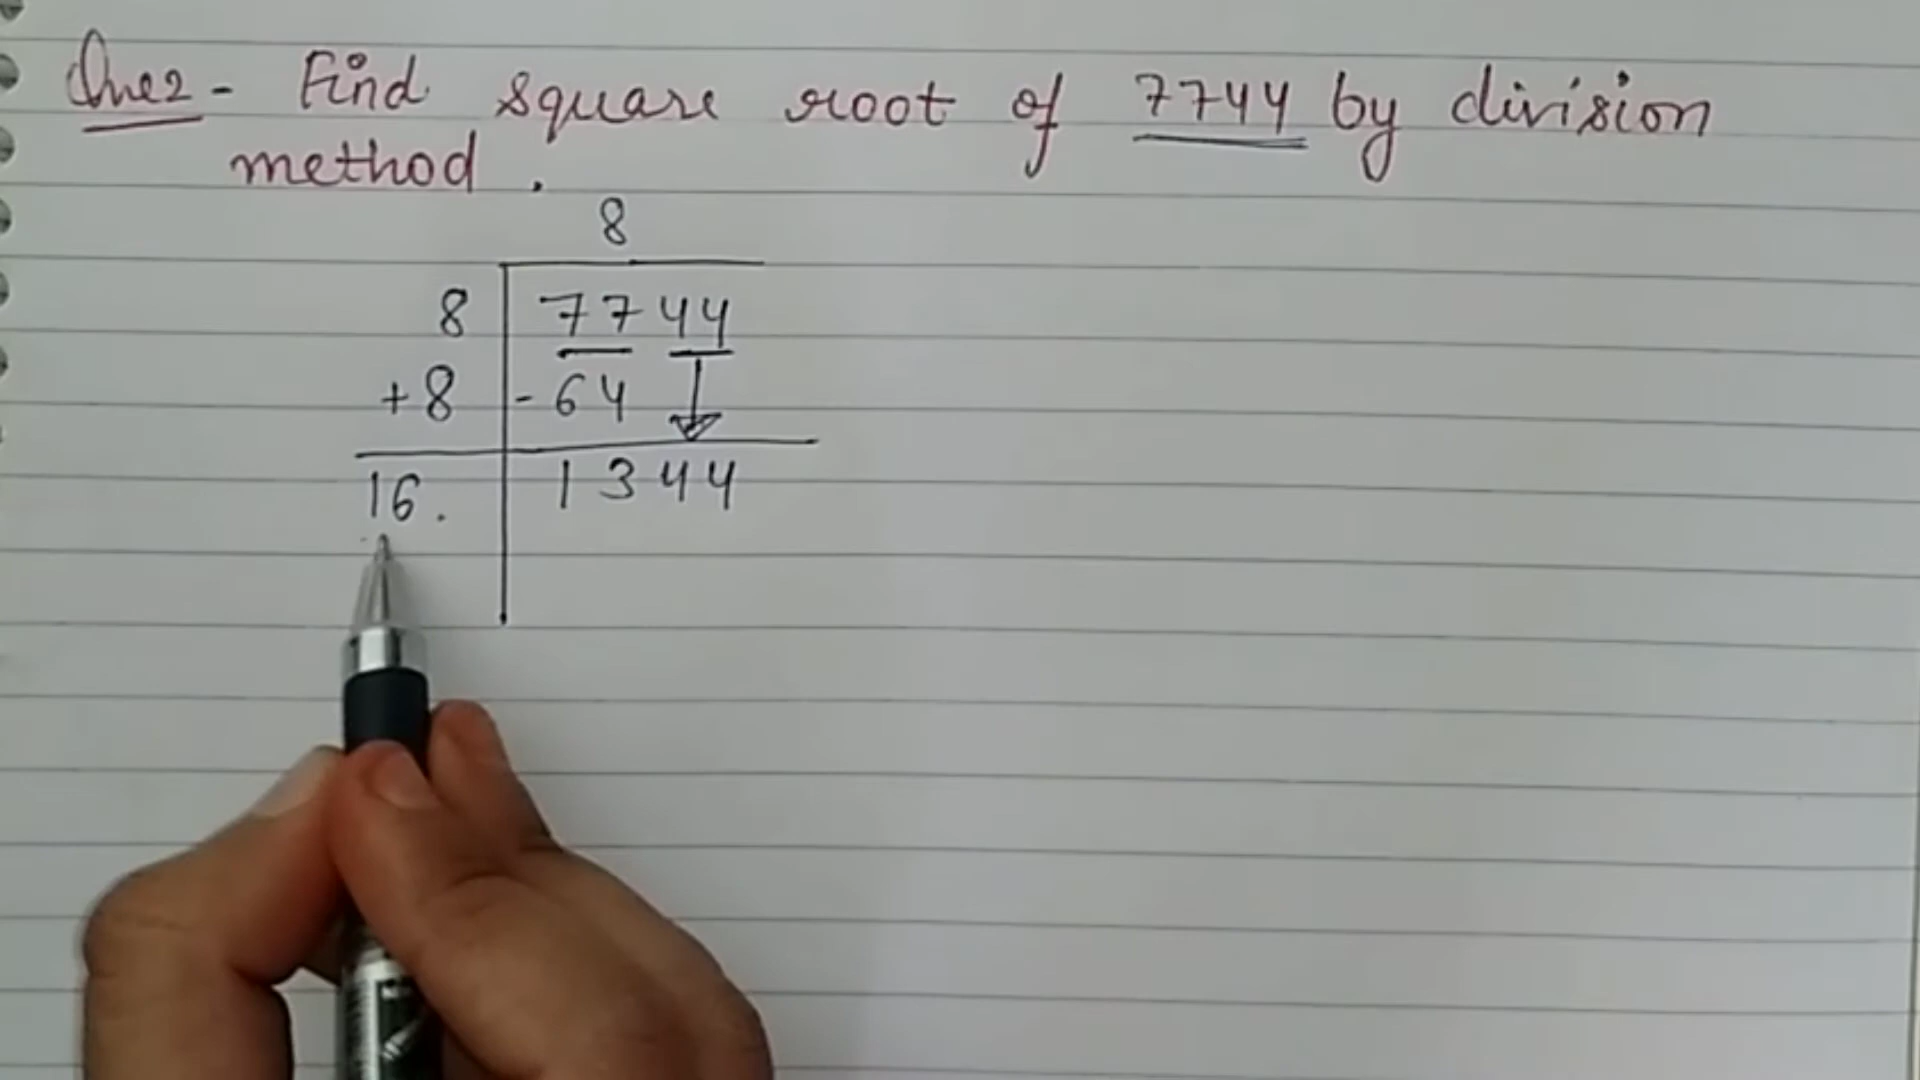 Que2 - Find square root of 7744 by division
method.
8
8 7744
+8 -64
16. 1344